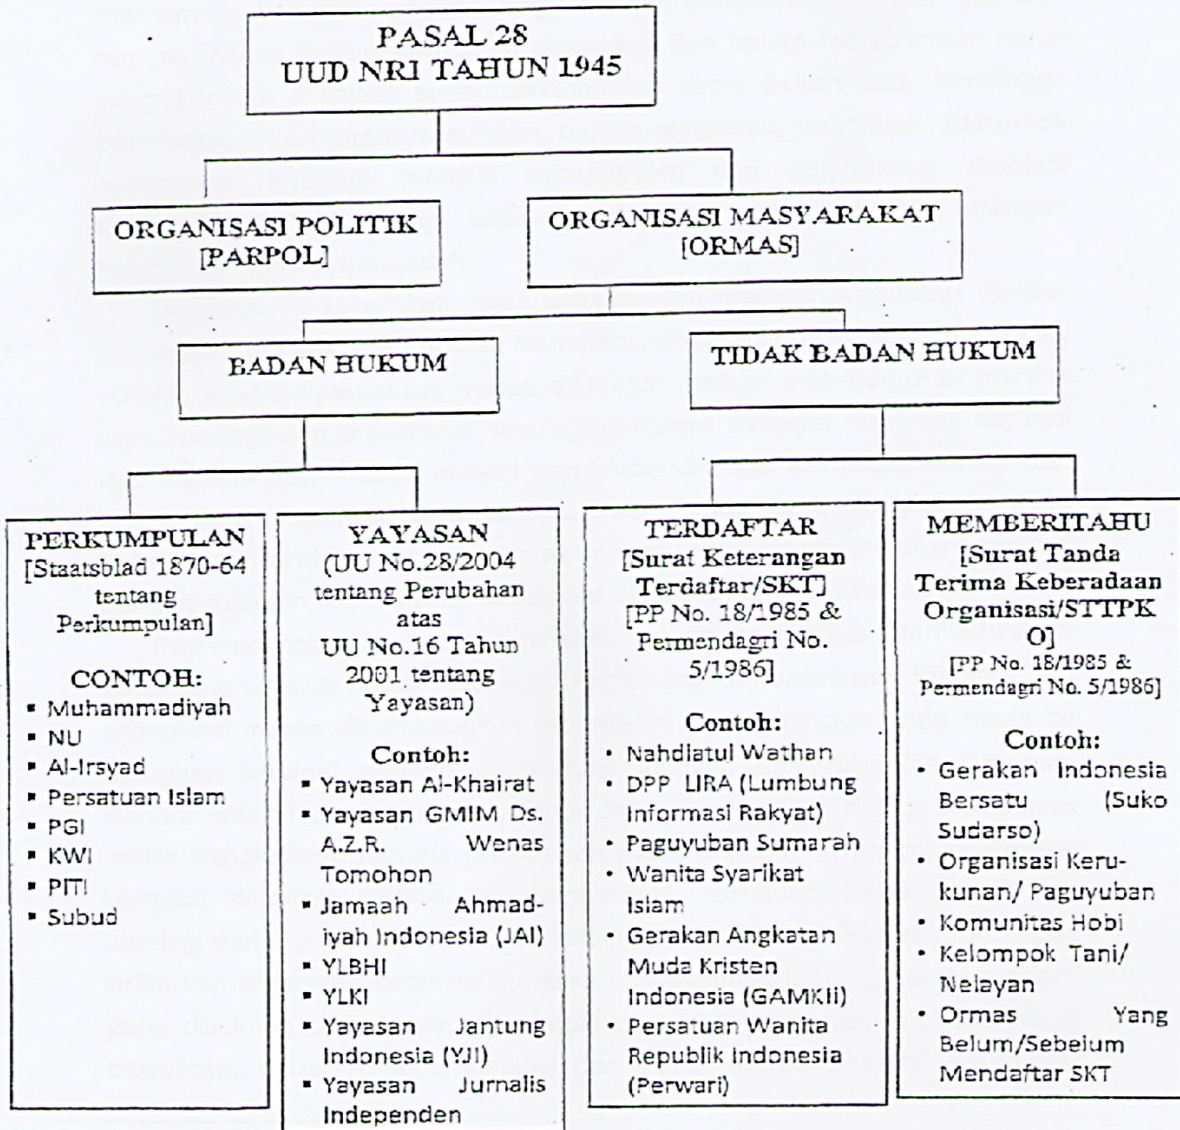 PASAL 28
UUD NRI TAHUN 1945
ORGANISASI POLITIK
[PARPOL]
ORGANISASI MASYARAKAT
[ORMAS]
BADAN HUKUM
TIDAK BADAN HUKUM
PERKUMPULAN
[Staatsblad 1870-64
tentang
Perkumpulan]
CONTOH:
▪ Muhammadiyah
▪ NU
▪ Al-Irsyad
▪ Persatuan Islam
▪ PGI
▪ KWI
▪ PITI
▪ Subud
YAYASAN
(UU No.28/2004
tentang Perubahan
atas
UU No.16 Tahun
2001 tentang
Yayasan)
Contoh:
▪ Yayasan Al-Khairat
▪ Yayasan GMIM Ds.
A.Z.R. Wenas
Tomohon
▪ Jamaah Ahmad-
iyah Indonesia (JAI)
▪ YLBHI
▪ YLKI
▪ Yayasan Jantung
Indonesia (YJI)
▪ Yayasan Jurnalis
Independen
TERDAFTAR
[Surat Keterangan
Terdaftar/SKT]
[PP No. 18/1985 &
Permendagri No.
5/1986]
Contoh:
• Nahdlatul Wathan
• DPP LIRA (Lumbung
Informasi Rakyat)
• Paguyuban Sumarah
• Wanita Syarikat
Islam
• Gerakan Angkatan
Muda Kristen
Indonesia (GAMKI)
• Persatuan Wanita
Republik Indonesia
(Perwari)
MEMBERITAHU
[Surat Tanda
Terima Keberadaan
Organisasi/STTPK
O]
[PP No. 18/1985 &
Permendagri No. 5/1986]
Contoh:
• Gerakan Indonesia
Bersatu (Suko
Sudarso)
• Organisasi Keru-
kunan/ Paguyuban
• Komunitas Hobi
• Kelompok Tani/
Nelayan
• Ormas Yang
Belum/Sebelum
Mendaftar SKT